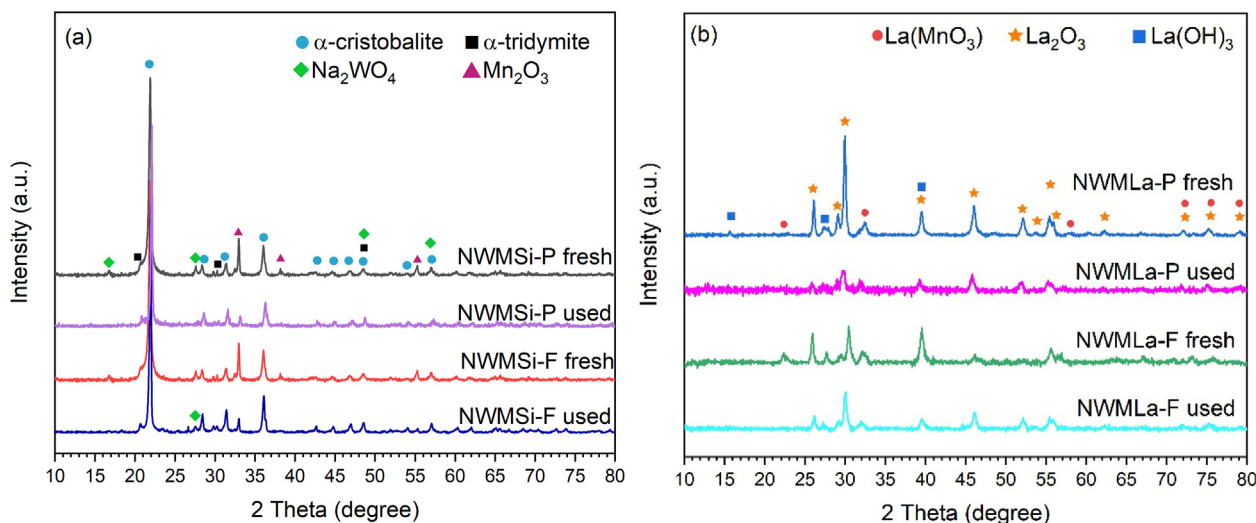 (a)
α-cristobalite
α-tridymite
Na2WO4
Mn2O3
NWMSi-P fresh
NWMSi-P used
NWMSi-F fresh
NWMSi-F used
Intensity (a.u.)
10 15 20 25 30 35 40 45 50 55 60 65 70 75 80
2 Theta (degree)
(b)
La(MnO3)
La2O3
La(OH)3
NWMLa-P fresh
NWMLa-P used
NWMLa-F fresh
NWMLa-F used
Intensity (a.u.)
10 15 20 25 30 35 40 45 50 55 60 65 70 75 80
2 Theta (degree)